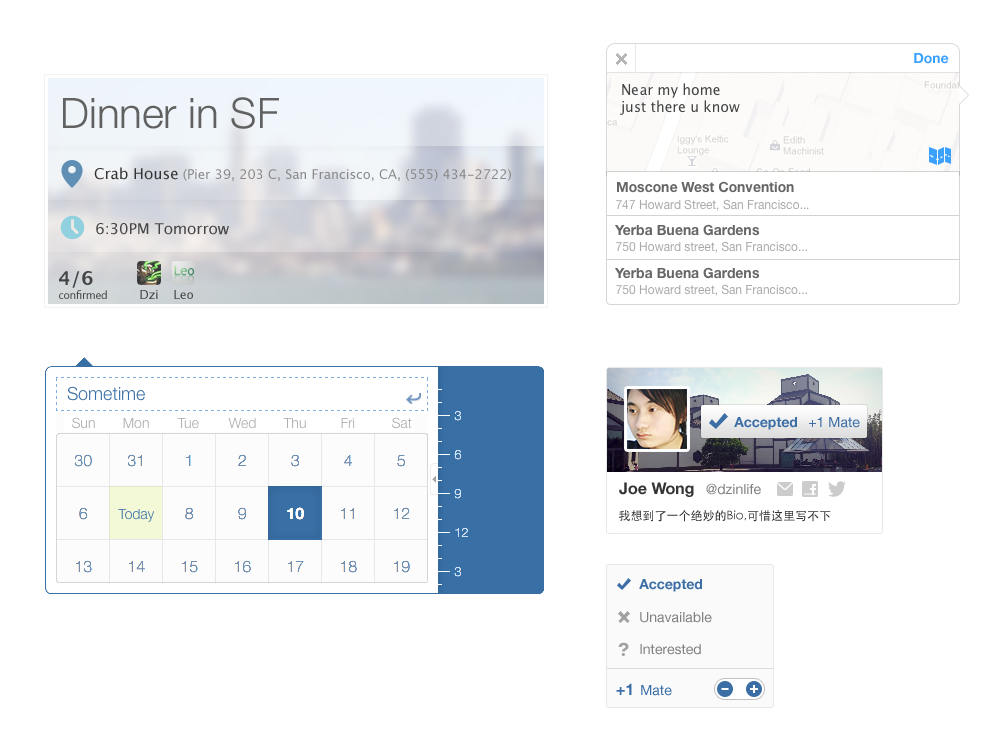 Dinner in SF
Crab House (Pier 39, 203 C, San Francisco, CA, (555) 434-2722)
6:30PM Tomorrow
4/6
confirmed
Leo
Dzi
Leo
Done
Near my home
just there u know
Foundat
ca
Iggy's Keltic
Lounge
Edith
Machinist
Moscone West Convention
747 Howard Street, San Francisco...
Yerba Buena Gardens
750 Howard street, San Francisco...
Yerba Buena Gardens
750 Howard street, San Francisco...
Sometime
Sun Mon Tue Wed Thu Fri Sat
30 31 1 2 3 4 5
6 Today 8 9 10 11 12
13 14 15 16 17 18 19
3
6
9
12
3
Accepted +1 Mate
Joe Wong @dzinlife
我想到了一个绝妙的Bio,可惜这里写不下
Accepted
Unavailable
? Interested
+1 Mate